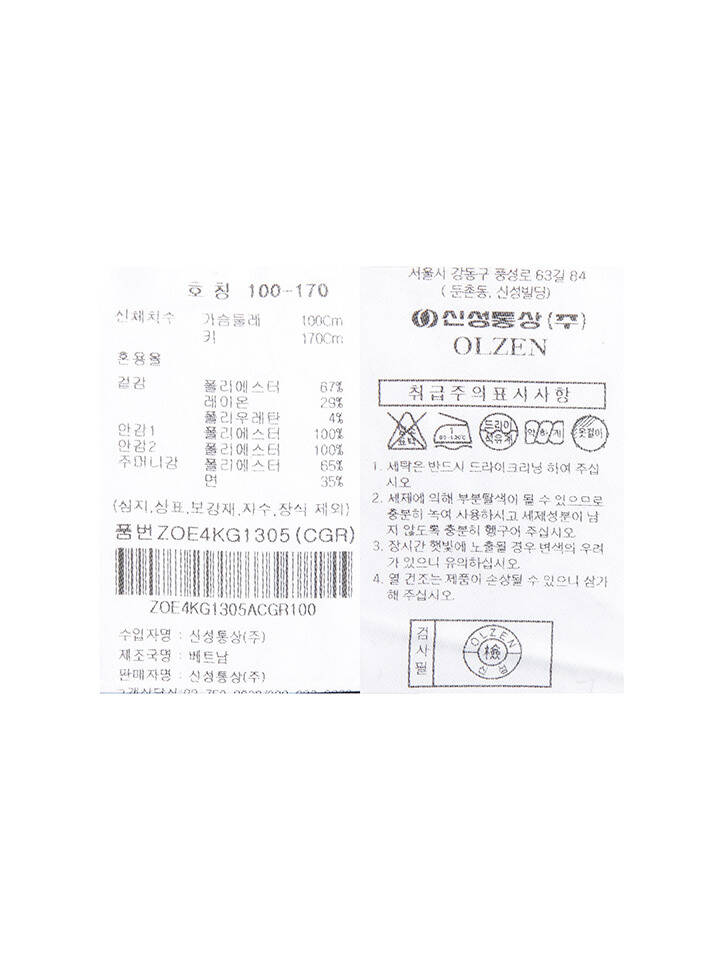 호칭 100-170
신체치수 가슴둘레 100Cm
키 170Cm
혼용율
겉감 폴리에스터 67%
레이온 29%
폴리우레탄 4%
안감1 폴리에스터 100%
안감2 폴리에스터 100%
주머니감 폴리에스터 65%
면 35%
(심지,상표,보강재,자수,장식 제외)
품번 ZOE4KG1305(CGR)
ZOE4KG1305ACGR100
수입자명 : 신성통상(주)
제조국명 : 베트남
판매자명 : 신성통상(주)
서울시 강동구 풍성로 63길 84
( 둔촌동, 신성빌딩)
신성통상(주)
OLZEN
취급주의표시사항
표백 드라이 석유계 약하게 옷걸이
1. 세탁은 반드시 드라이크리닝 하여 주십
시오
2. 세제에 의해 부분탈색이 될 수 있으므로
충분히 녹여 사용하시고 세제성분이 남
지 않도록 충분히 헹구어 주십시오
3. 장시간 햇빛에 노출될 경우 변색의 우려
가 있으니 유의하십시오.
4. 열 건조는 제품이 손상될 수 있으니 삼가
해 주십시오.
검사필
OLZEN
檢